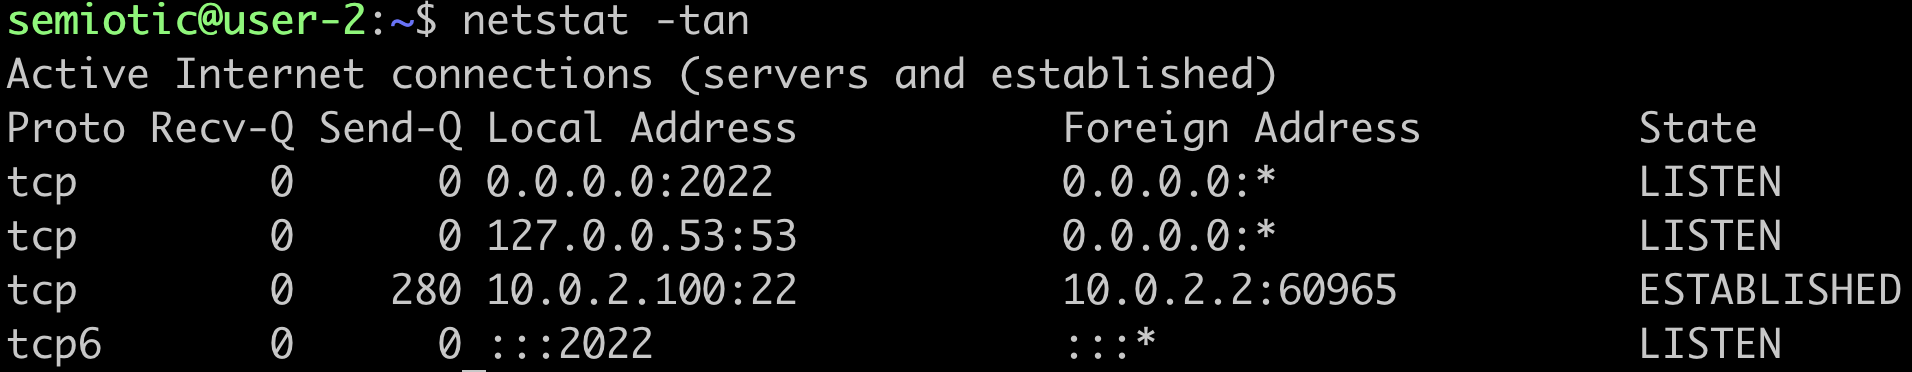 semiotic@user-2:~$ netstat -tan
Active Internet connections (servers and established)
Proto Recv-Q Send-Q Local Address           Foreign Address         State
tcp        0      0 0.0.0.0:2022            0.0.0.0:*               LISTEN
tcp        0      0 127.0.0.53:53           0.0.0.0:*               LISTEN
tcp        0    280 10.0.2.100:22           10.0.2.2:60965          ESTABLISHED
tcp6       0      0 :::2022                 :::*                    LISTEN